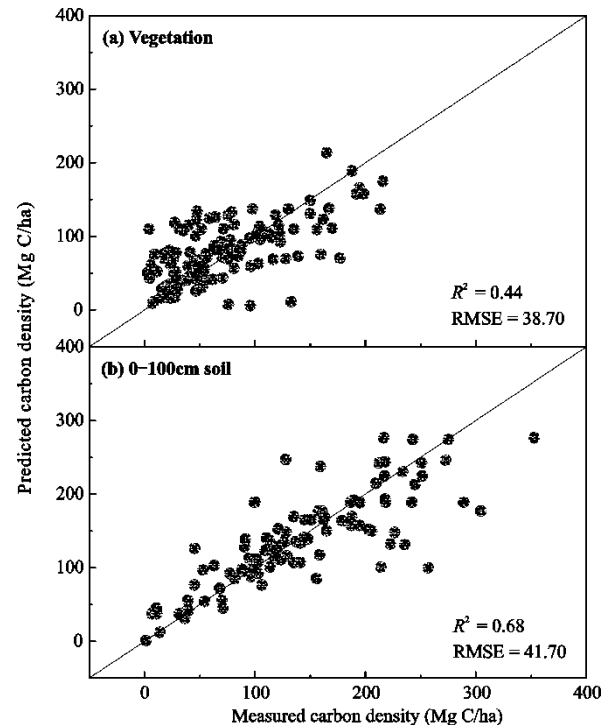 400
(a) Vegetation
300
200
100
0
R² = 0.44
RMSE = 38.70
Predicted carbon density (Mg C/ha)
400
(b) 0−100cm soil
300
200
100
0
R² = 0.68
RMSE = 41.70
0 100 200 300 400
Measured carbon density (Mg C/ha)